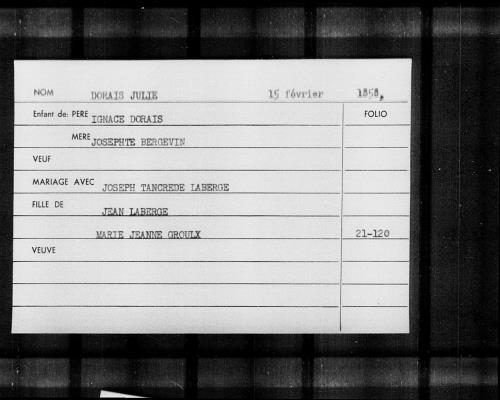 NOM DORAIS JULIE 15 février 1858,
Enfant de: PERE IGNACE DORAIS FOLIO
MERE JOSEPHTE BERGEVIN
VEUF
MARIAGE AVEC JOSEPH TANCREDE LABERGE
FILLE DE JEAN LABERGE
MARIE JEANNE GROULX 21-120
VEUVE